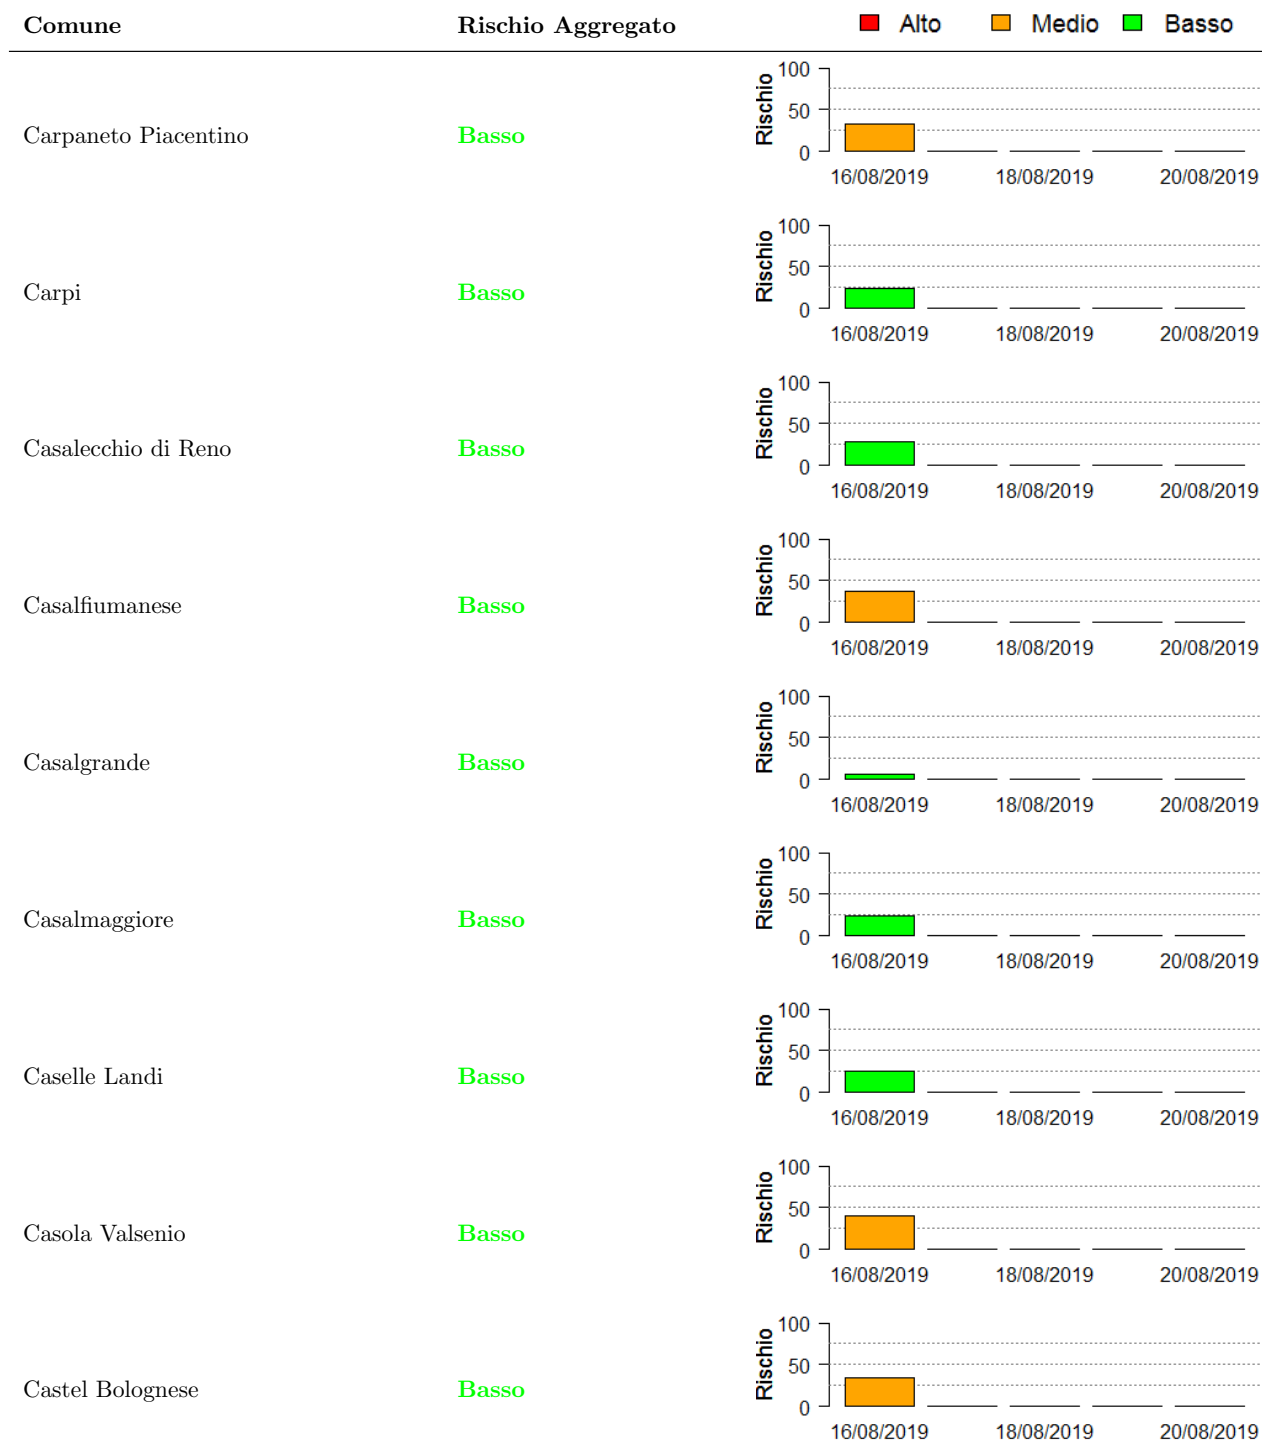 Comune Rischio Aggregato Alto Medio Basso
Carpaneto Piacentino Basso
Rischio
100
50
0
16/08/2019 18/08/2019 20/08/2019
Carpi Basso
Rischio
100
50
0
16/08/2019 18/08/2019 20/08/2019
Casalecchio di Reno Basso
Rischio
100
50
0
16/08/2019 18/08/2019 20/08/2019
Casalfiumanese Basso
Rischio
100
50
0
16/08/2019 18/08/2019 20/08/2019
Casalgrande Basso
Rischio
100
50
0
16/08/2019 18/08/2019 20/08/2019
Casalmaggiore Basso
Rischio
100
50
0
16/08/2019 18/08/2019 20/08/2019
Caselle Landi Basso
Rischio
100
50
0
16/08/2019 18/08/2019 20/08/2019
Casola Valsenio Basso
Rischio
100
50
0
16/08/2019 18/08/2019 20/08/2019
Castel Bolognese Basso
Rischio
100
50
0
16/08/2019 18/08/2019 20/08/2019